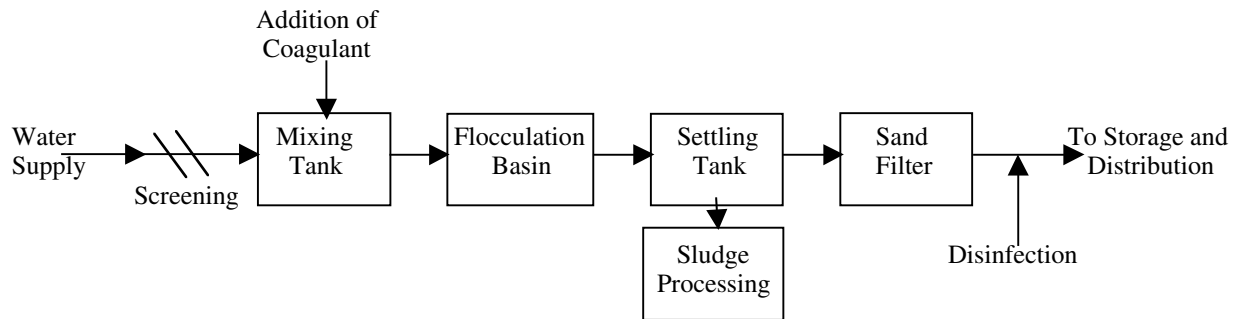 Addition of
Coagulant
Water
Supply
Screening
Mixing
Tank
Flocculation
Basin
Settling
Tank
Sludge
Processing
Sand
Filter
Disinfection
To Storage and
Distribution